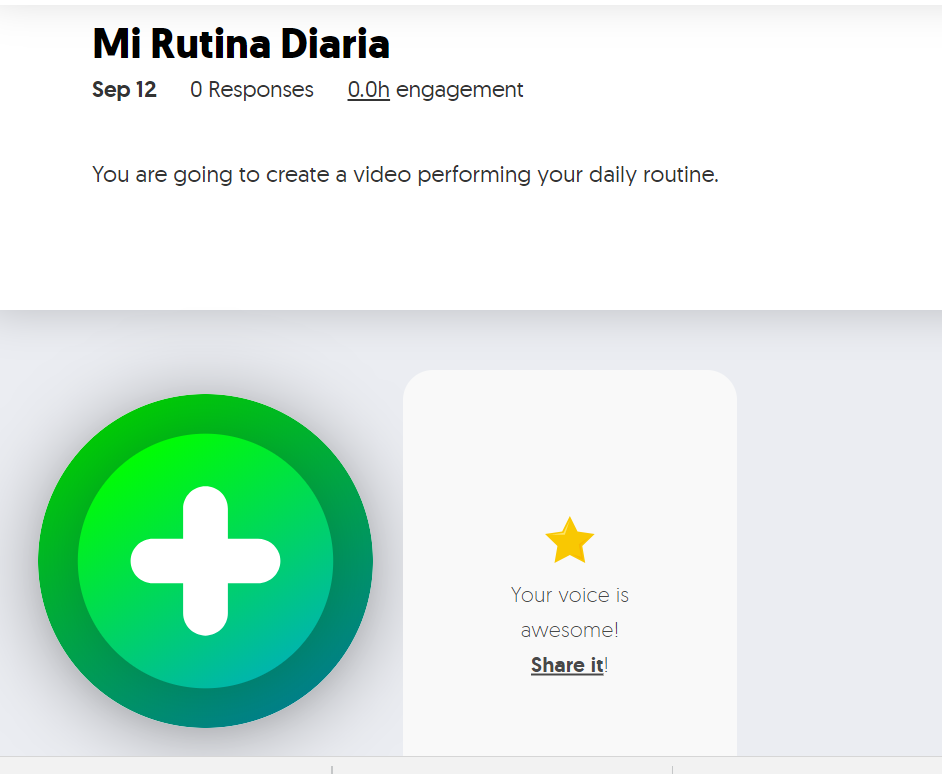 Mi Rutina Diaria
Sep 12 0 Responses 0.0h engagement
You are going to create a video performing your daily routine.
Your voice is
awesome!
Share it!